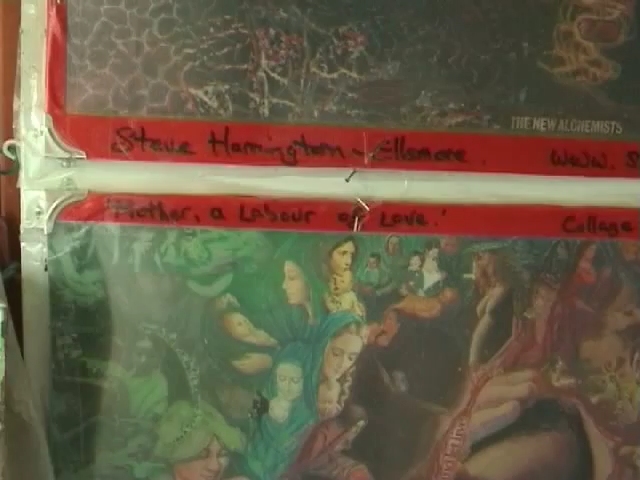 THE NEW ALCHEMISTS
Steve Harrington - Ellesmere. www. S
'Mother, a Labour of Love.' Collage